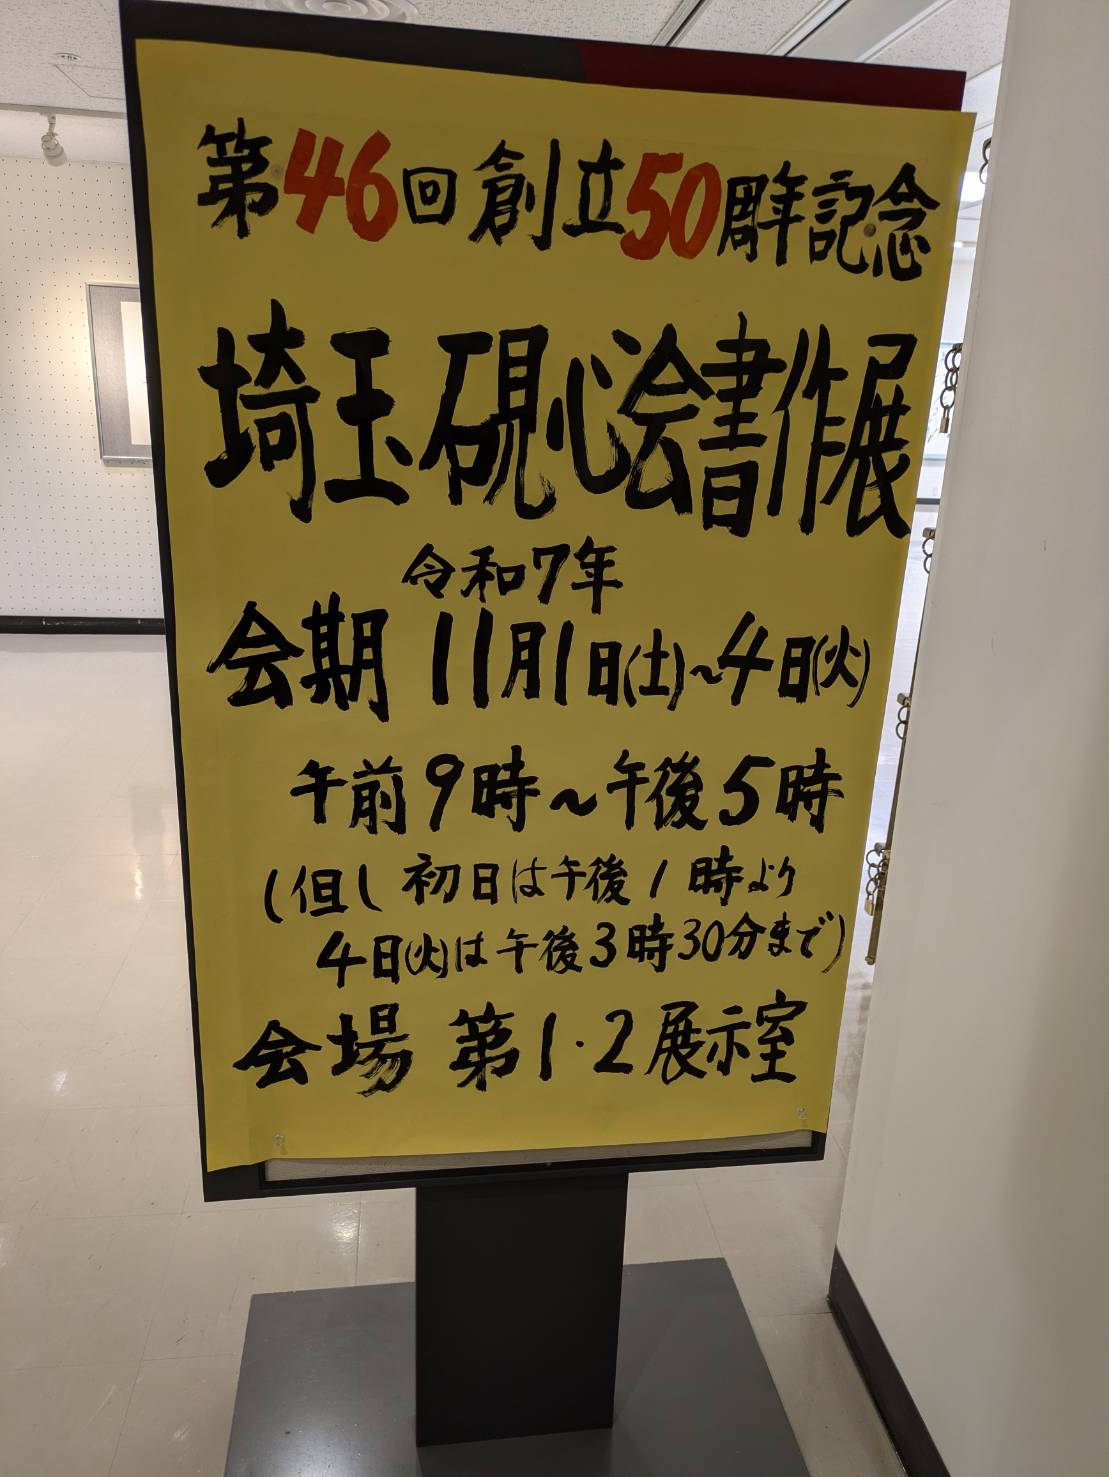 第46回創立50周年記念
埼玉硯心会書作展
令和7年
会期 11月1日(土)~4日(火)
午前9時~午後5時
(但し初日は午後1時より
4日(火)は午後3時30分まで)
会場 第1・2展示室